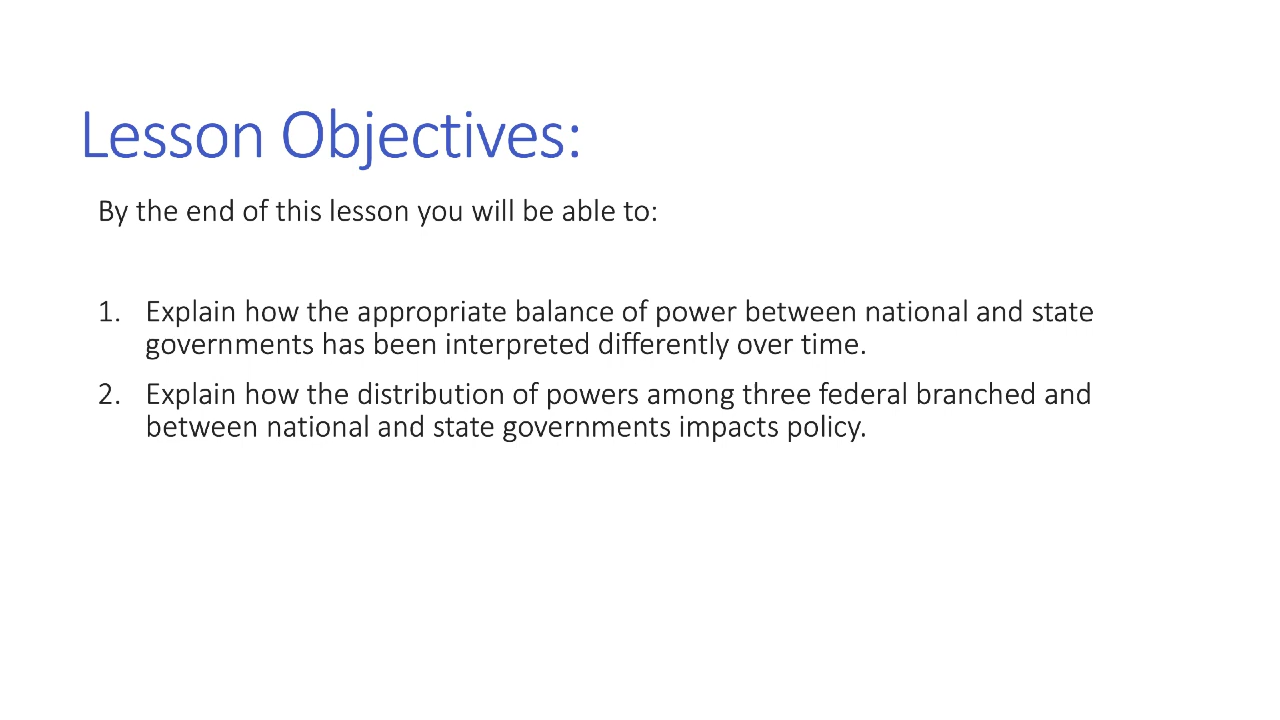 Lesson Objectives:
By the end of this lesson you will be able to:
1. Explain how the appropriate balance of power between national and state
governments has been interpreted differently over time.
2. Explain how the distribution of powers among three federal branched and
between national and state governments impacts policy.